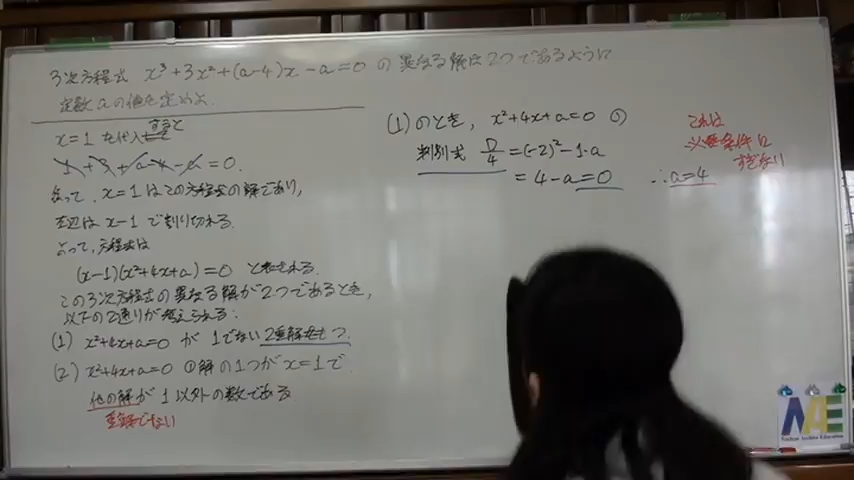 3次方程式 x³+3x²+(a-4)x-a=0 の異なる解は2つであるように
定数aの値を定めよ.
x=1 を代入すると
1+3+a-4-a=0.
よって, x=1はこの方程式の解であり,
左辺は x-1 で割り切れる.
よって, 方程式は
(x-1)(x²+4x+a)=0 と表される.
この3次方程式の異なる解が2つであるとき,
以下の2通りが考えられる:
(1) x²+4x+a=0 が 1でない2重解をもつ.
(2) x²+4x+a=0 の解の1つがx=1で
他の解が1以外の数である
重解でない
(1)のとき, x²+4x+a=0 の
判別式 D/4=(-2)²-1·a
=4-a=0
∴a=4
これは
必要条件に
すぎない
NAE